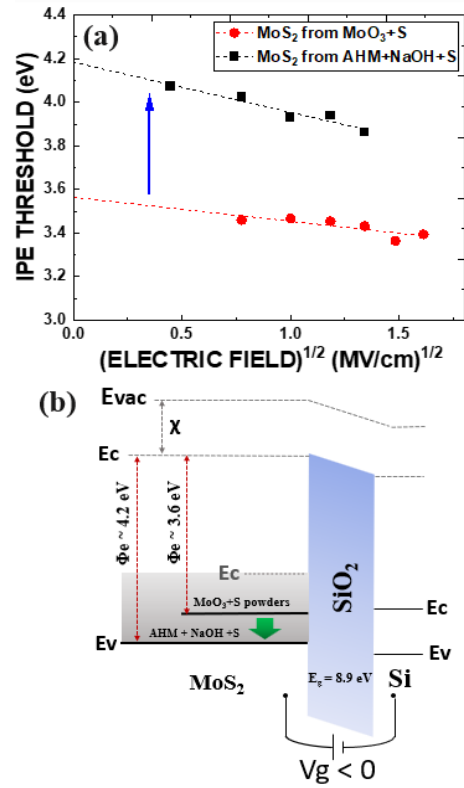 (a)
MoS2 from MoO3+S
MoS2 from AHM+NaOH+S
IPE THRESHOLD (eV)
4.4
4.2
4.0
3.8
3.6
3.4
3.2
3.0
0.0 0.5 1.0 1.5
(ELECTRIC FIELD)^1/2 (MV/cm)^1/2
(b)
Evac
χ
Ec
Φe ~ 4.2 eV
Φe ~ 3.6 eV
Ec
MoO3+S powders
AHM + NaOH +S
Ev
MoS2
SiO2
Eg = 8.9 eV
Ec
Ev
Si
Vg < 0